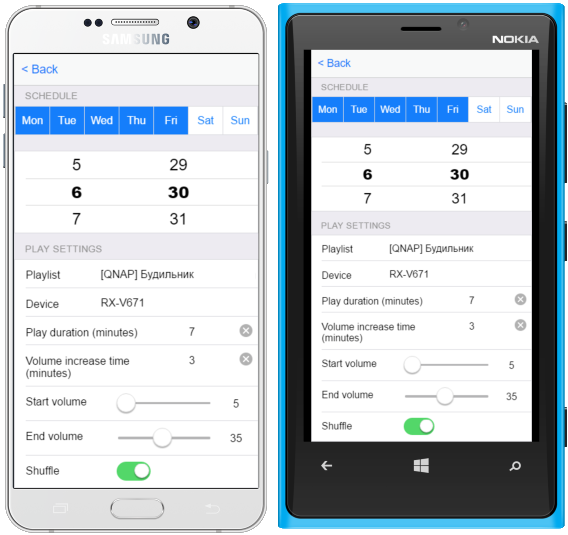 SAMSUNG
< Back
SCHEDULE
Mon Tue Wed Thu Fri Sat Sun
5 29
6 30
7 31
PLAY SETTINGS
Playlist [QNAP] Будильник
Device RX-V671
Play duration (minutes) 7
Volume increase time
(minutes) 3
Start volume 5
End volume 35
Shuffle
NOKIA
< Back
SCHEDULE
Mon Tue Wed Thu Fri Sat Sun
5 29
6 30
7 31
PLAY SETTINGS
Playlist [QNAP] Будильник
Device RX-V671
Play duration (minutes) 7
Volume increase time
(minutes) 3
Start volume 5
End volume 35
Shuffle